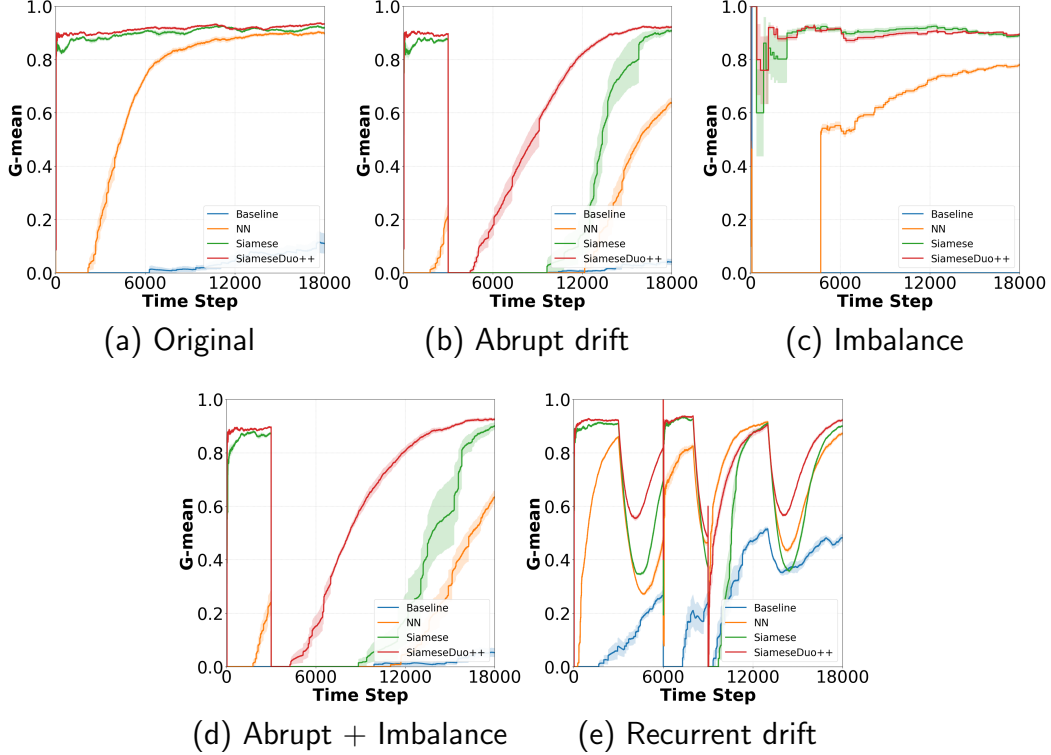 1.0
0.8
0.6
0.4
0.2
0.0
G-mean
0 6000 12000 18000
Time Step
Baseline
NN
Siamese
SiameseDuo++
(a) Original
1.0
0.8
0.6
0.4
0.2
0.0
G-mean
0 6000 12000 18000
Time Step
Baseline
NN
Siamese
SiameseDuo++
(b) Abrupt drift
1.0
0.8
0.6
0.4
0.2
0.0
G-mean
0 6000 12000 18000
Time Step
Baseline
NN
Siamese
SiameseDuo++
(c) Imbalance
1.0
0.8
0.6
0.4
0.2
0.0
G-mean
0 6000 12000 18000
Time Step
Baseline
NN
Siamese
SiameseDuo++
(d) Abrupt + Imbalance
1.0
0.8
0.6
0.4
0.2
0.0
G-mean
0 6000 12000 18000
Time Step
Baseline
NN
Siamese
SiameseDuo++
(e) Recurrent drift